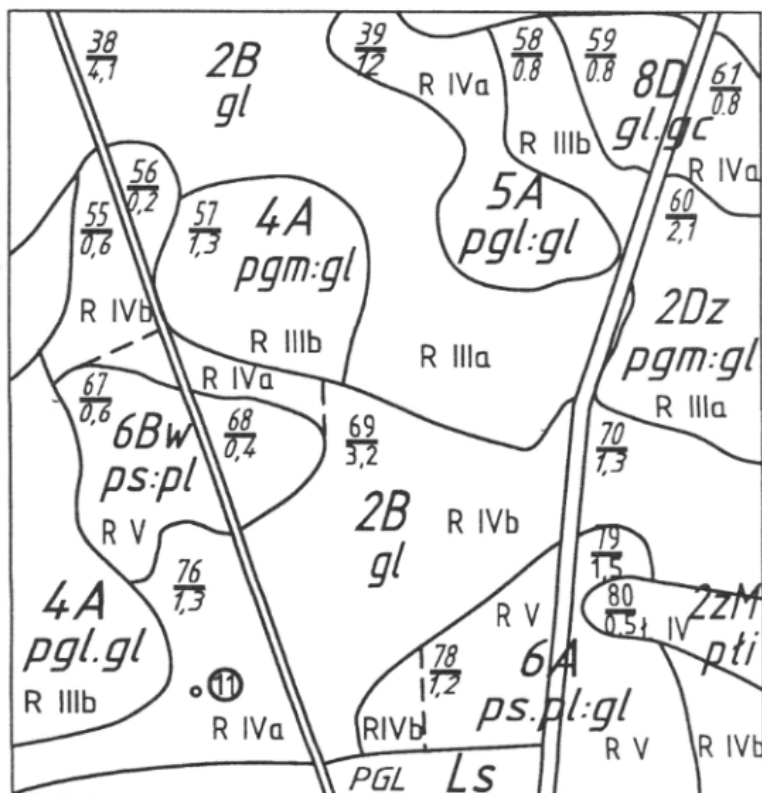 38
4,1
2B
gl
39
12
R IVa
58
0.8
59
0.8
8D
gl.gc
61
0.8
R IIIb
R IVa
56
0,2
55
0,6
57
1,3
4A
pgm:gl
5A
pgl:gl
60
2,1
R IVb
R IIIb
R IIIa
2Dz
pgm:gl
R IIIa
R IVa
67
0,6
6Bw
ps:pl
68
0,4
69
3,2
70
1,3
R V
2B
gl
R IVb
76
1,3
79
1,5
80
0.5
ł IV
2zM
płi
4A
pgl.gl
R IIIb
11
R IVa
R V
78
1,2
6A
ps.pl:gl
RIVb
R V
R IVb
PGL
Ls